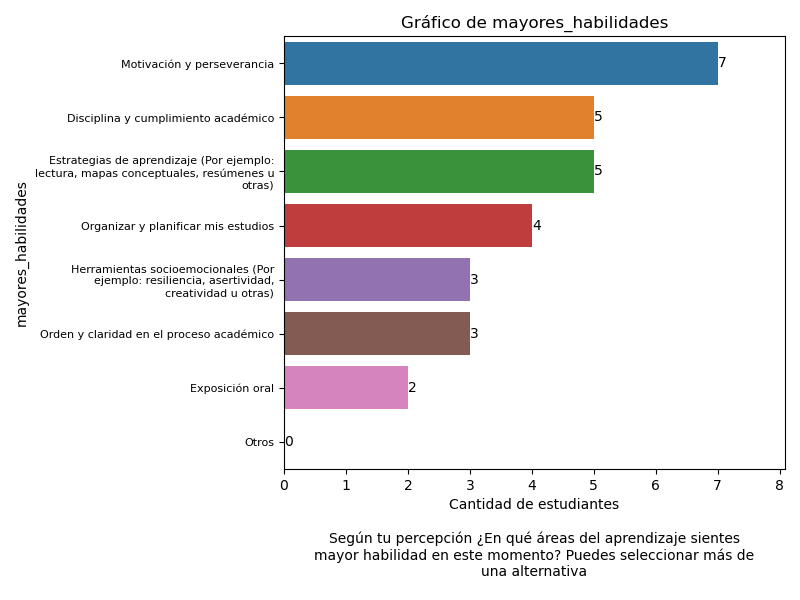 Gráfico de mayores_habilidades
Motivación y perseverancia
7
Disciplina y cumplimiento académico
5
Estrategias de aprendizaje (Por ejemplo:
lectura, mapas conceptuales, resúmenes u
otras)
5
Organizar y planificar mis estudios
4
Herramientas socioemocionales (Por
ejemplo: resiliencia, asertividad,
creatividad u otras)
3
Orden y claridad en el proceso académico
3
Exposición oral
2
Otros
0
mayores_habilidades
0 1 2 3 4 5 6 7 8
Cantidad de estudiantes
Según tu percepción ¿En qué áreas del aprendizaje sientes
mayor habilidad en este momento? Puedes seleccionar más de
una alternativa